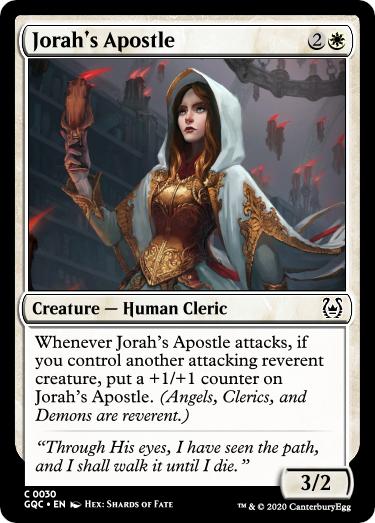 Jorah's Apostle 2
Creature — Human Cleric
Whenever Jorah's Apostle attacks, if
you control another attacking reverent
creature, put a +1/+1 counter on
Jorah's Apostle. (Angels, Clerics, and
Demons are reverent.)
“Through His eyes, I have seen the path,
and I shall walk it until I die.”
3/2
C 0030
GQC • EN Hex: Shards of Fate
™ & © 2020 CanterburyEgg